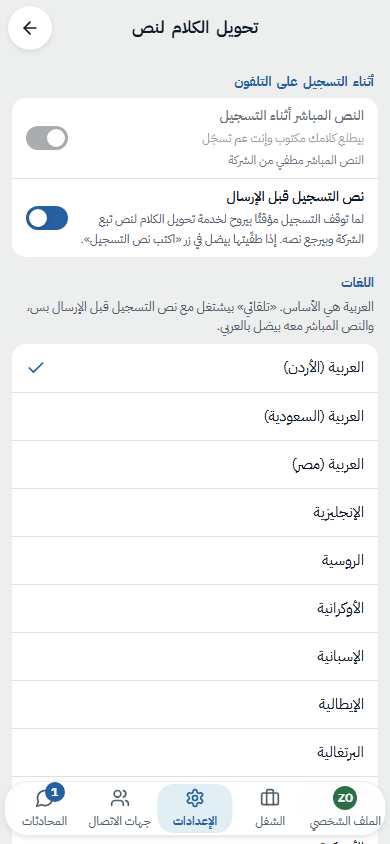 تحويل الكلام لنص
أثناء التسجيل على التلفون
النص المباشر أثناء التسجيل
بيطلع كلامك مكتوب وإنت عم تسجّل
النص المباشر مطفي من الشركة
نص التسجيل قبل الإرسال
لما توقف التسجيل مؤقتًا بيروح لخدمة تحويل الكلام لنص تبع
الشركة وبيرجع نصه. إذا طفّيتها بيضل في زر «اكتب نص التسجيل».
اللغات
العربية هي الأساس. «تلقائي» بيشتغل مع نص التسجيل قبل الإرسال بس،
والنص المباشر معه بيضل بالعربي.
العربية (الأردن)
العربية (السعودية)
العربية (مصر)
الإنجليزية
الروسية
الأوكرانية
الإسبانية
الإيطالية
البرتغالية
ZO
1
الملف الشخصي
الشغل
الإعدادات
جهات الاتصال
المحادثات